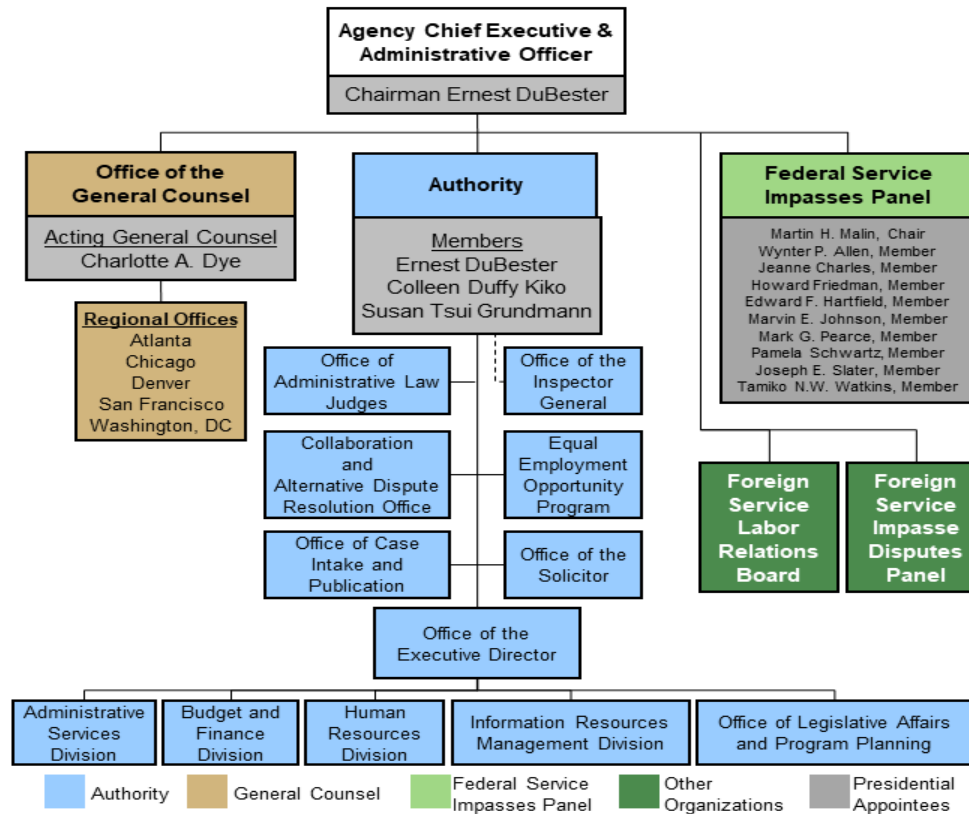 Agency Chief Executive &
Administrative Officer
Chairman Ernest DuBester
Office of the
General Counsel
Acting General Counsel
Charlotte A. Dye
Regional Offices
Atlanta
Chicago
Denver
San Francisco
Washington, DC
Authority
Members
Ernest DuBester
Colleen Duffy Kiko
Susan Tsui Grundmann
Federal Service
Impasses Panel
Martin H. Malin, Chair
Wynter P. Allen, Member
Jeanne Charles, Member
Howard Friedman, Member
Edward F. Hartfield, Member
Marvin E. Johnson, Member
Mark G. Pearce, Member
Pamela Schwartz, Member
Joseph E. Slater, Member
Tamiko N.W. Watkins, Member
Office of
Administrative Law
Judges
Office of the
Inspector
General
Collaboration
and
Alternative Dispute
Resolution Office
Equal
Employment
Opportunity
Program
Office of Case
Intake and
Publication
Office of the
Solicitor
Foreign
Service
Labor
Relations
Board
Foreign
Service
Impasse
Disputes
Panel
Office of the
Executive Director
Administrative
Services
Division
Budget and
Finance
Division
Human
Resources
Division
Information Resources
Management Division
Office of Legislative Affairs
and Program Planning
Authority
General Counsel
Federal Service
Impasses Panel
Other
Organizations
Presidential
Appointees